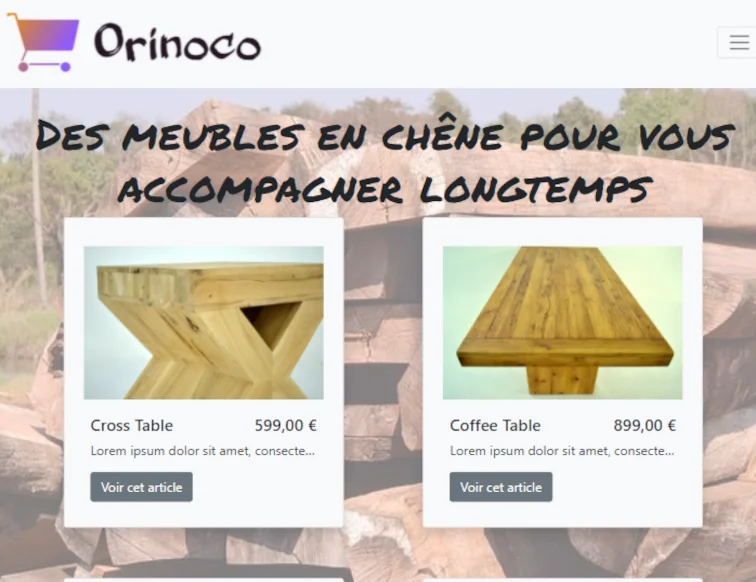 Orinoco
Des meubles en chêne pour vous
accompagner longtemps
Cross Table 599,00 €
Lorem ipsum dolor sit amet, consecte...
Voir cet article
Coffee Table 899,00 €
Lorem ipsum dolor sit amet, consecte...
Voir cet article